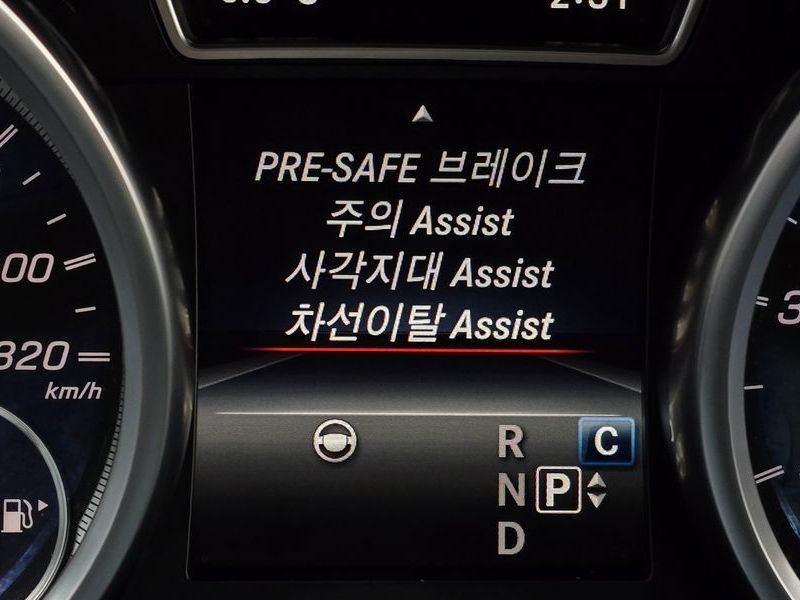 PRE-SAFE 브레이크
주의 Assist
사각지대 Assist
차선이탈 Assist
320
km/h
R
C
N P
D